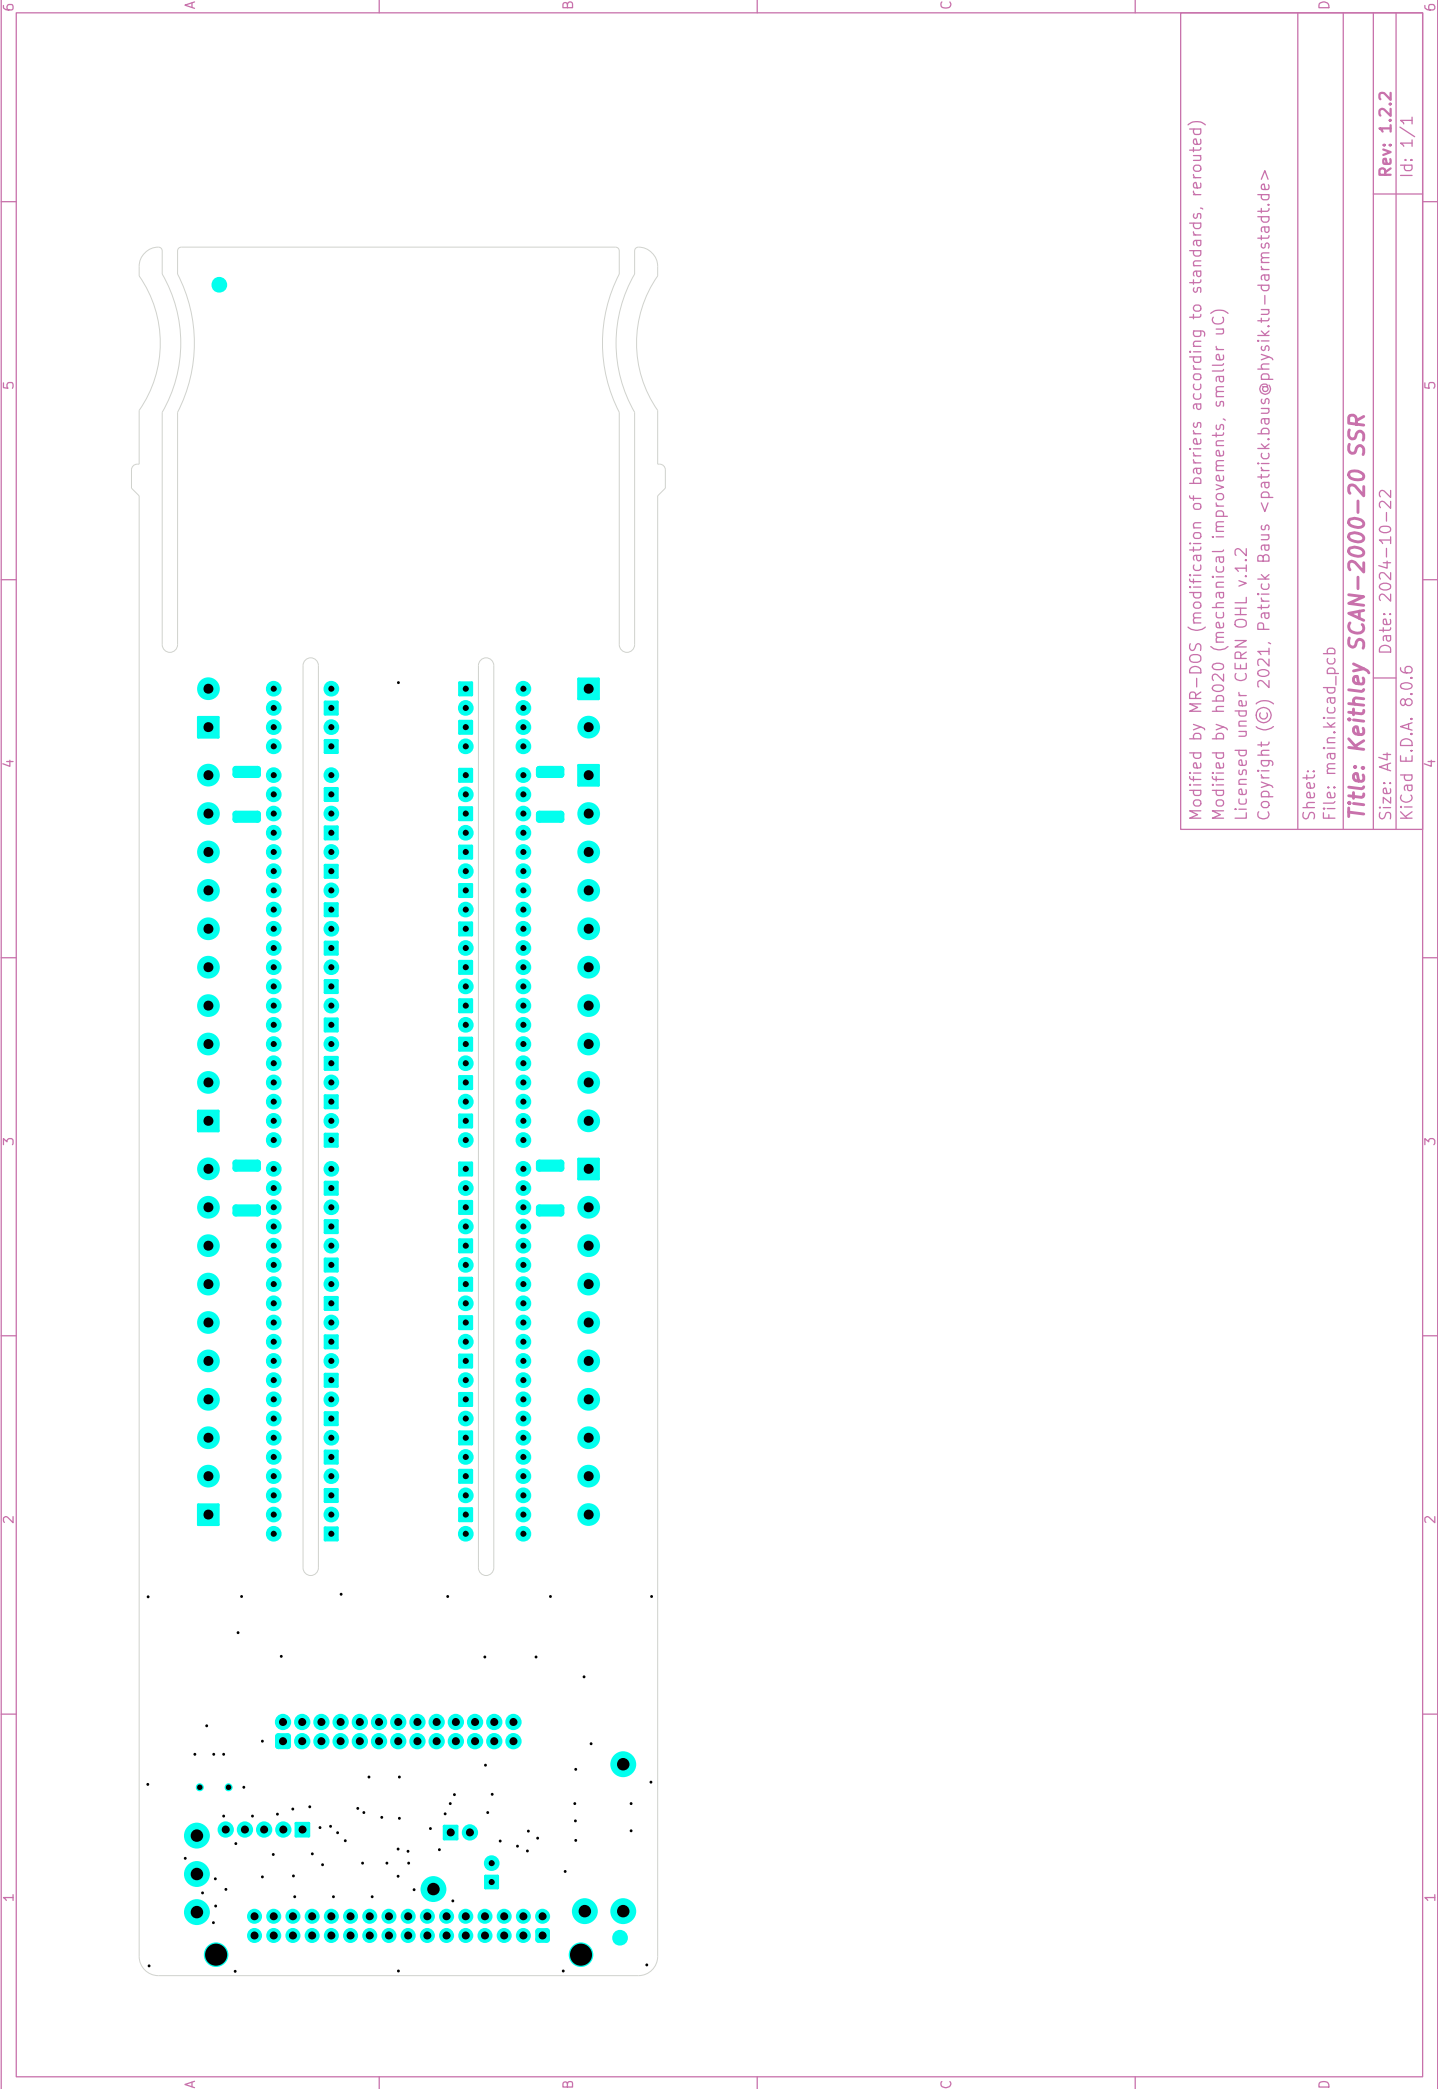 6
A
B
C
D
6
5
5
4
4
3
3
2
2
1
1
A
B
C
D
Modified by MR-DOS (modification of barriers according to standards, rerouted)
Modified by hb020 (mechanical improvements, smaller uC)
Licensed under CERN OHL v.1.2
Copyright (©) 2021, Patrick Baus <patrick.baus@physik.tu-darmstadt.de>
Sheet:
File: main.kicad_pcb
Title: Keithley SCAN-2000-20 SSR
Size: A4
Date: 2024-10-22
Rev: 1.2.2
KiCad E.D.A. 8.0.6
Id: 1/1